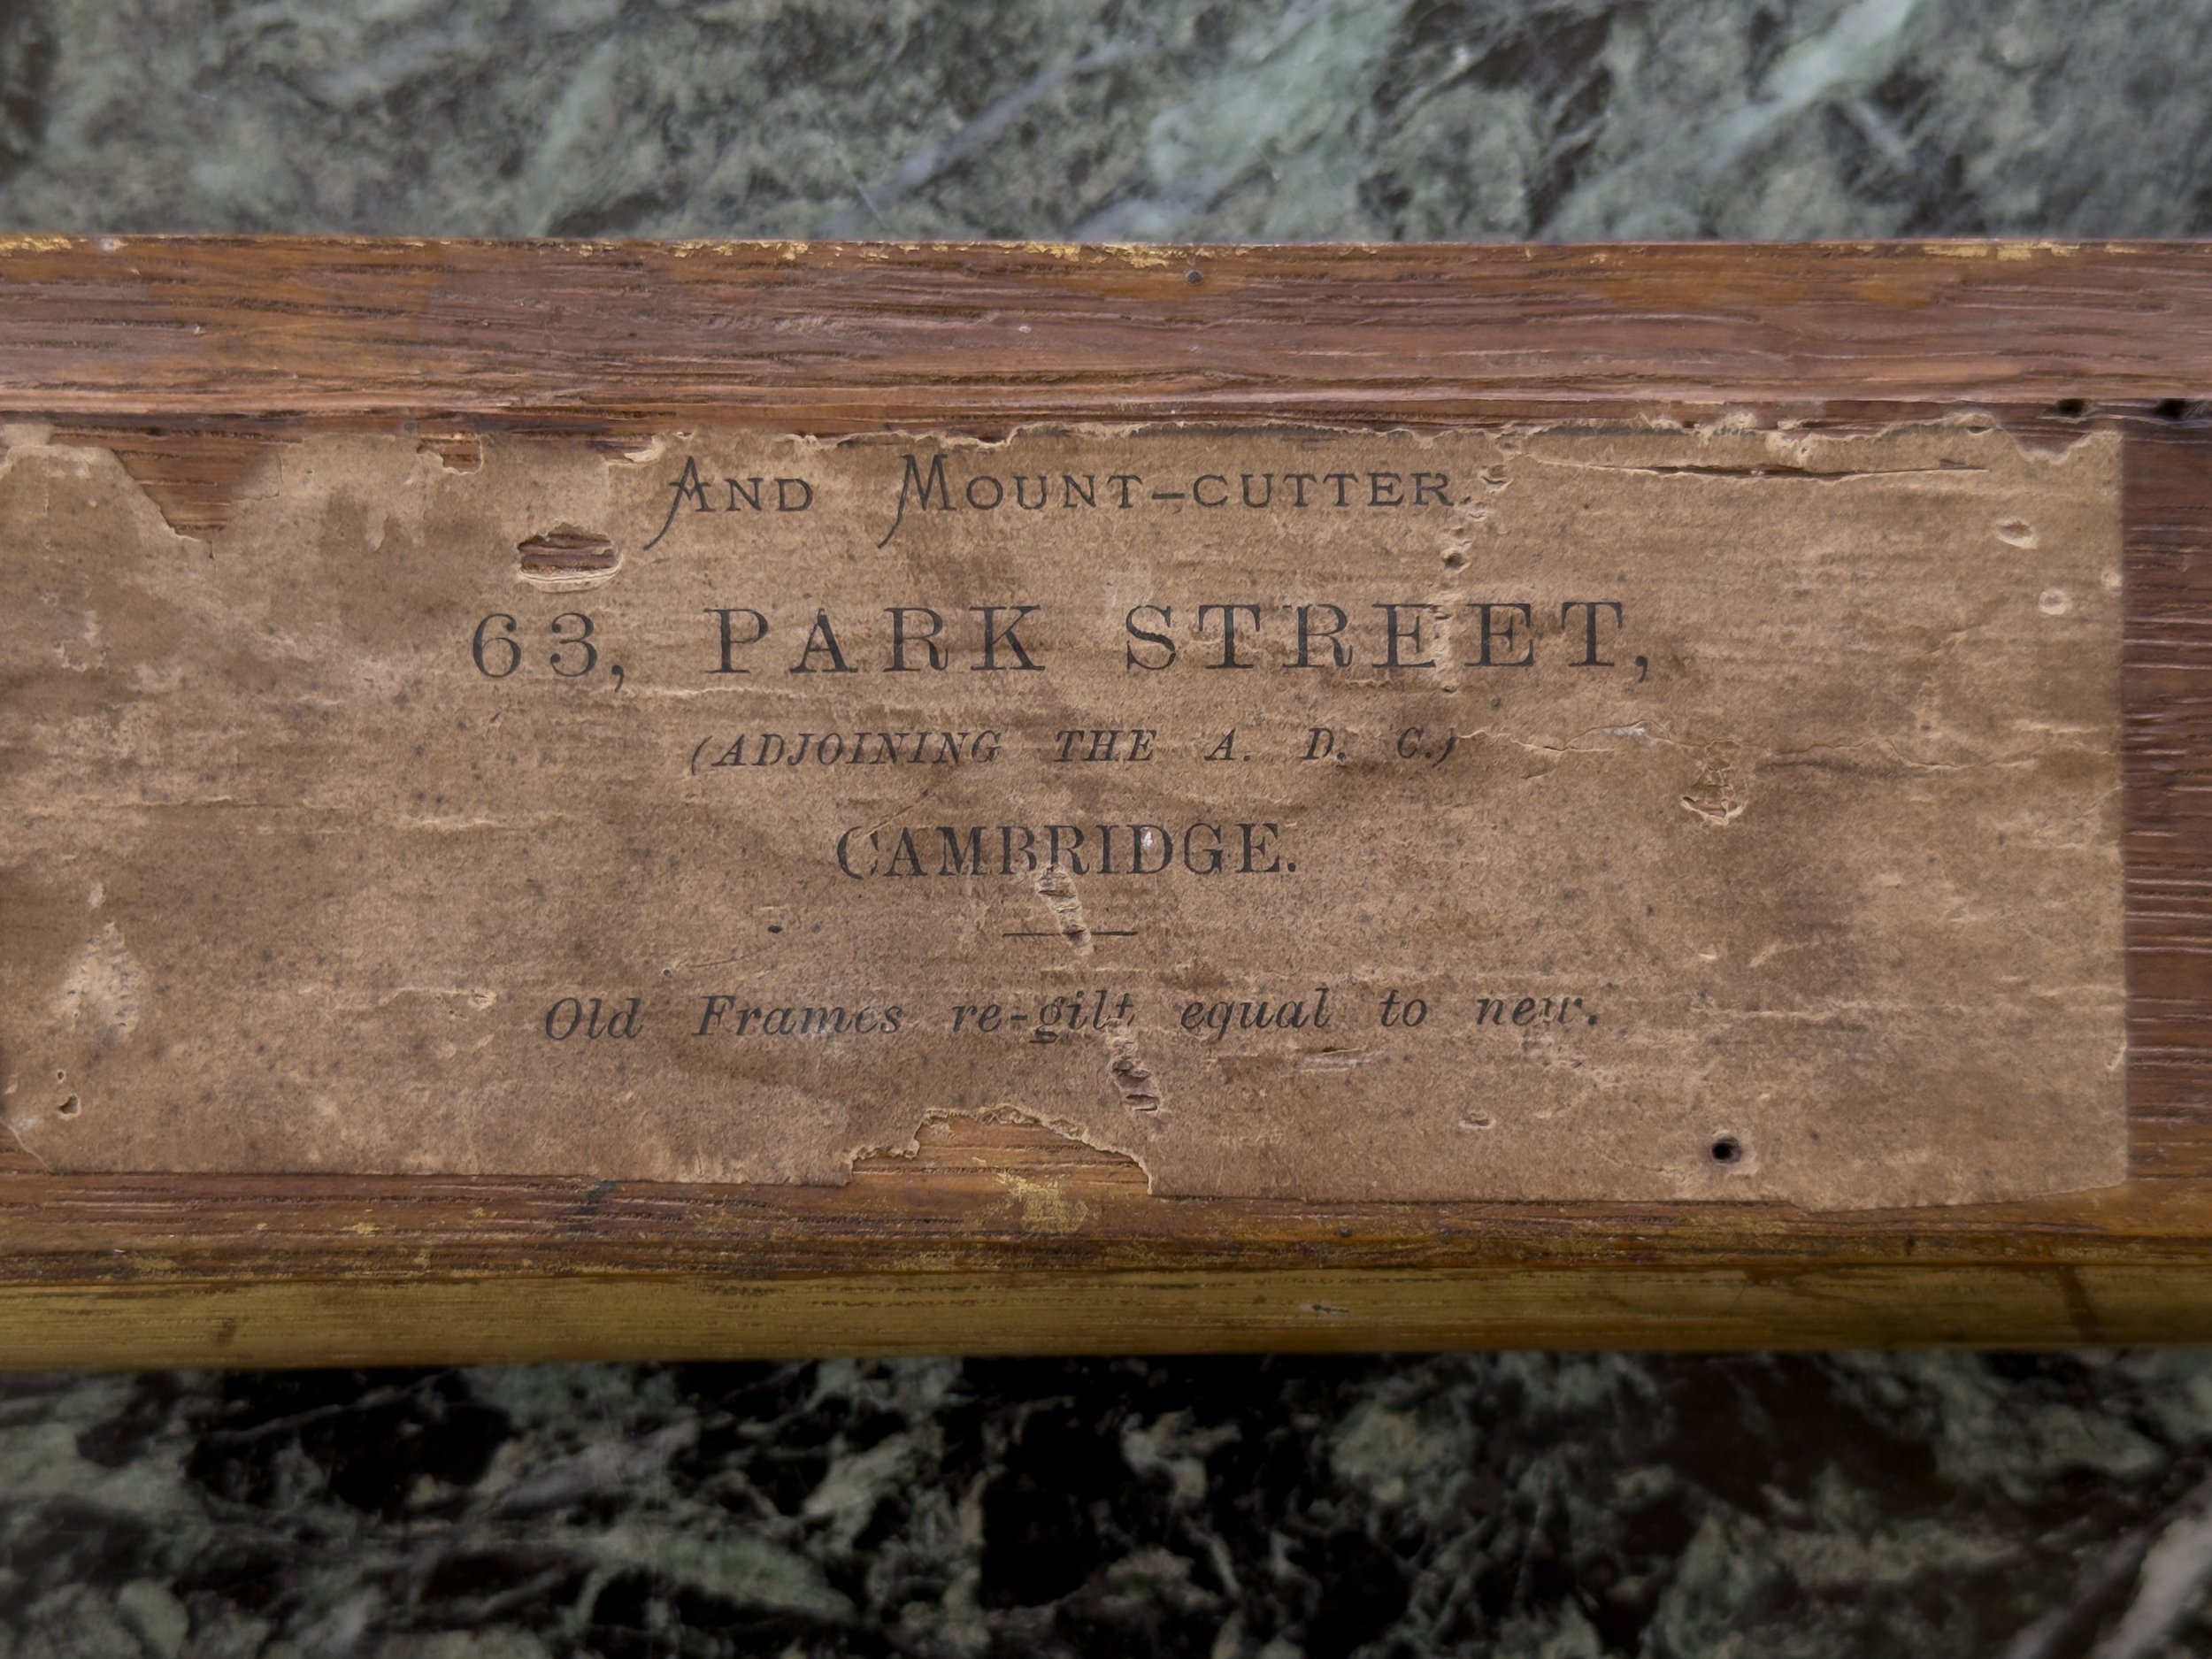 And Mount-cutter.
63, PARK STREET,
(ADJOINING THE A. D. C.)
CAMBRIDGE.
Old Frames re-gilt equal to new.